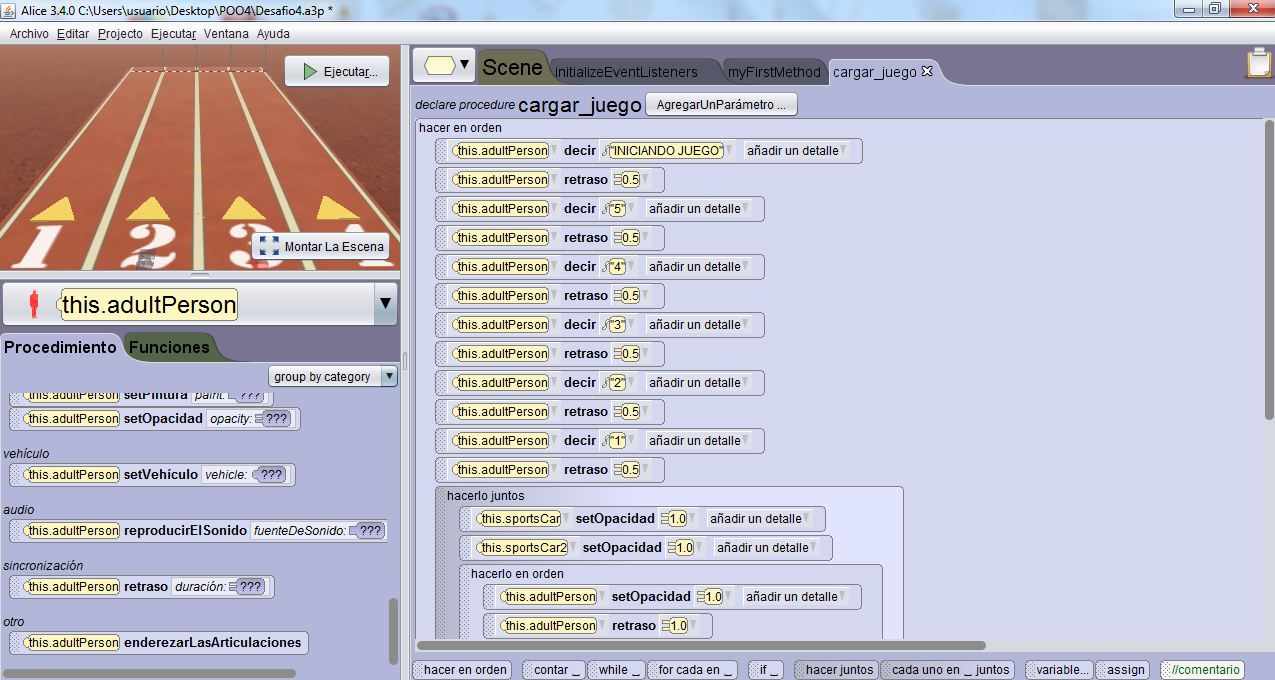 Alice 3.4.0 C:\Users\usuario\Desktop\POO4\Desafio4.a3p *
Archivo Editar Projecto Ejecutar Ventana Ayuda
Ejecutar...
1 2 3 4
Montar La Escena
this.adultPerson
Procedimiento Funciones
group by category
this.adultPerson setPintura paint: ???
this.adultPerson setOpacidad opacity: ???
vehículo
this.adultPerson setVehículo vehicle: ???
audio
this.adultPerson reproducirElSonido fuenteDeSonido: ???
sincronización
this.adultPerson retraso duración: ???
otro
this.adultPerson enderezarLasArticulaciones
Scene initializeEventListeners myFirstMethod cargar_juego
declare procedure cargar_juego AgregarUnParámetro ...
hacer en orden
this.adultPerson decir "INICIANDO JUEGO" añadir un detalle
this.adultPerson retraso 0.5
this.adultPerson decir "5" añadir un detalle
this.adultPerson retraso 0.5
this.adultPerson decir "4" añadir un detalle
this.adultPerson retraso 0.5
this.adultPerson decir "3" añadir un detalle
this.adultPerson retraso 0.5
this.adultPerson decir "2" añadir un detalle
this.adultPerson retraso 0.5
this.adultPerson decir "1" añadir un detalle
this.adultPerson retraso 0.5
hacerlo juntos
this.sportsCar setOpacidad 1.0 añadir un detalle
this.sportsCar2 setOpacidad 1.0 añadir un detalle
hacerlo en orden
this.adultPerson setOpacidad 1.0 añadir un detalle
this.adultPerson retraso 1.0
hacer en orden contar _ while _ for cada en _ if _ hacer juntos cada uno en _ juntos variable... assign //comentario